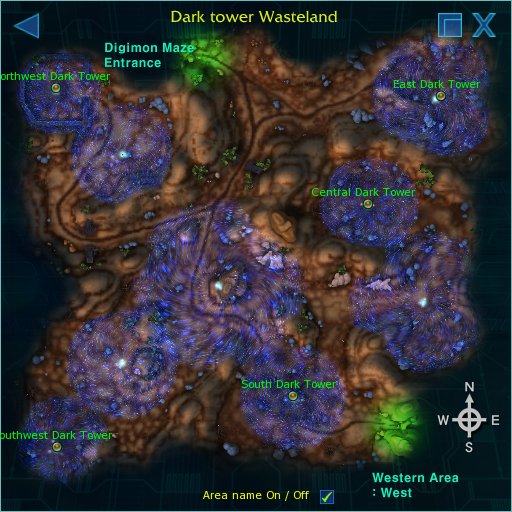 Dark tower Wasteland
Digimon Maze
Entrance
orthwest Dark Tower
East Dark Tower
Central Dark Tower
South Dark Tower
outhwest Dark Tower
N
W E
S
Western Area
: West
Area name On / Off